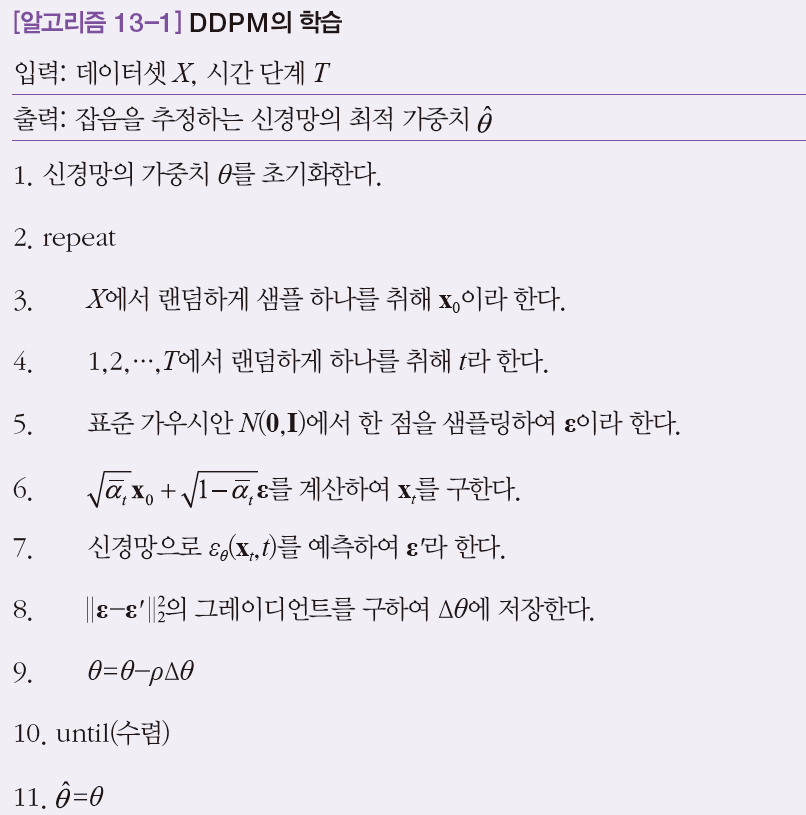 [알고리즘 13-1] DDPM의 학습
입력: 데이터셋 X, 시간 단계 T
출력: 잡음을 추정하는 신경망의 최적 가중치 θ̂
1. 신경망의 가중치 θ를 초기화한다.
2. repeat
3. X에서 랜덤하게 샘플 하나를 취해 x₀이라 한다.
4. 1,2,⋯,T에서 랜덤하게 하나를 취해 t라 한다.
5. 표준 가우시안 N(0,I)에서 한 점을 샘플링하여 ε이라 한다.
6. √ᾱₜ x₀ + √(1−ᾱₜ) ε를 계산하여 xₜ를 구한다.
7. 신경망으로 ε_θ(xₜ,t)를 예측하여 ε′라 한다.
8. ‖ε−ε′‖₂²의 그레이디언트를 구하여 Δθ에 저장한다.
9. θ=θ−ρΔθ
10. until(수렴)
11. θ̂=θ